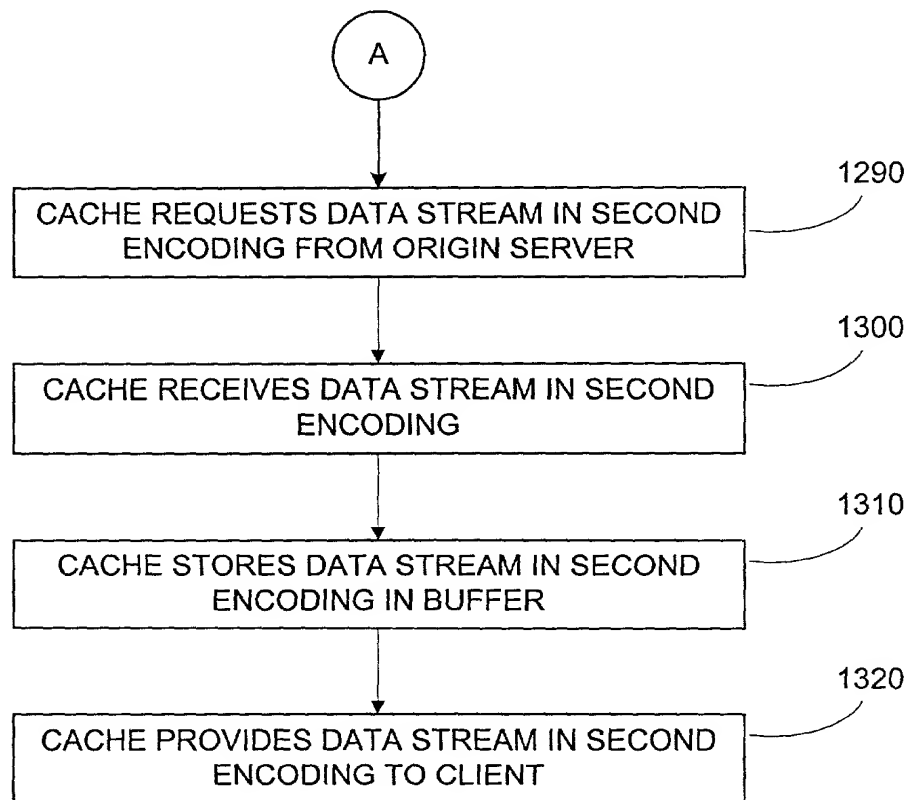 A
1290
CACHE REQUESTS DATA STREAM IN SECOND
ENCODING FROM ORIGIN SERVER
1300
CACHE RECEIVES DATA STREAM IN SECOND
ENCODING
1310
CACHE STORES DATA STREAM IN SECOND
ENCODING IN BUFFER
1320
CACHE PROVIDES DATA STREAM IN SECOND
ENCODING TO CLIENT